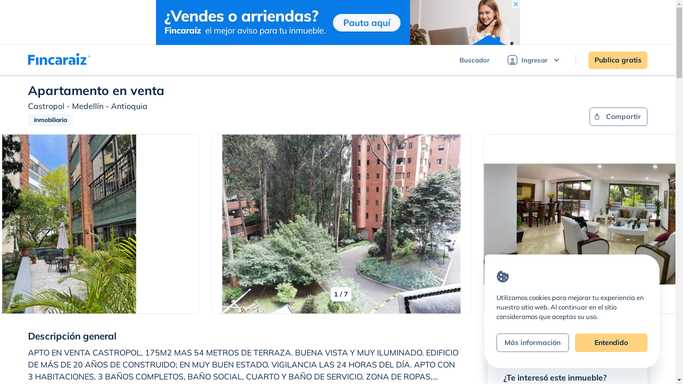 ¿Vendes o arriendas?
Fincaraíz el mejor aviso para tu inmueble.
Pauta aquí
Fincaraíz
Buscador
Ingresar
Publica gratis
Apartamento en venta
Castropol - Medellín - Antioquia
Inmobiliaria
Compartir
1 / 7
Utilizamos cookies para mejorar tu experiencia en
nuestro sitio web. Al continuar en el sitio
consideramos que aceptas su uso.
Más información
Entendido
Descripción general
APTO EN VENTA CASTROPOL, 175M2 MAS 54 METROS DE TERRAZA. BUENA VISTA Y MUY ILUMINADO. EDIFICIO
DE MÁS DE 20 AÑOS DE CONSTRUIDO; EN MUY BUEN ESTADO. VIGILANCIA LAS 24 HORAS DEL DÍA. APTO CON
3 HABITACIONES, 3 BAÑOS COMPLETOS, BAÑO SOCIAL, CUARTO Y BAÑO DE SERVICIO, ZONA DE ROPAS,...
¿Te interesó este inmueble?